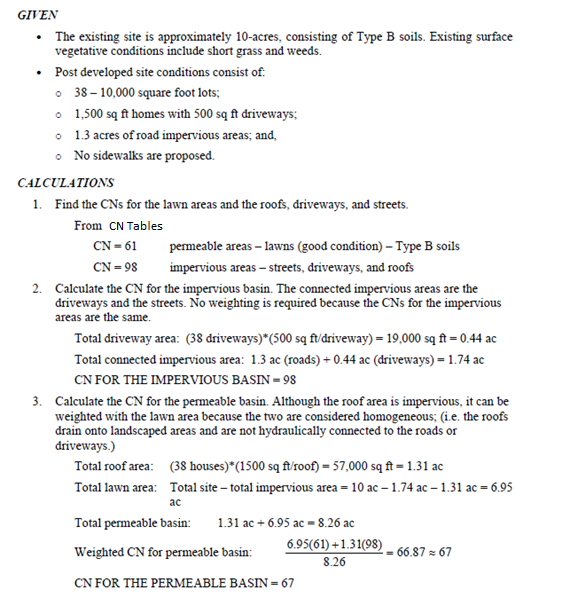 GIVEN
• The existing site is approximately 10-acres, consisting of Type B soils. Existing surface
vegetative conditions include short grass and weeds.
• Post developed site conditions consist of:
o 38 – 10,000 square foot lots;
o 1,500 sq ft homes with 500 sq ft driveways;
o 1.3 acres of road impervious areas; and,
o No sidewalks are proposed.
CALCULATIONS
1. Find the CNs for the lawn areas and the roofs, driveways, and streets.
From CN Tables
CN = 61 permeable areas – lawns (good condition) – Type B soils
CN = 98 impervious areas – streets, driveways, and roofs
2. Calculate the CN for the impervious basin. The connected impervious areas are the
driveways and the streets. No weighting is required because the CNs for the impervious
areas are the same.
Total driveway area: (38 driveways)*(500 sq ft/driveway) = 19,000 sq ft = 0.44 ac
Total connected impervious area: 1.3 ac (roads) + 0.44 ac (driveways) = 1.74 ac
CN FOR THE IMPERVIOUS BASIN = 98
3. Calculate the CN for the permeable basin. Although the roof area is impervious, it can be
weighted with the lawn area because the two are considered homogeneous; (i.e. the roofs
drain onto landscaped areas and are not hydraulically connected to the roads or
driveways.)
Total roof area: (38 houses)*(1500 sq ft/roof) = 57,000 sq ft = 1.31 ac
Total lawn area: Total site – total impervious area = 10 ac – 1.74 ac – 1.31 ac = 6.95
ac
Total permeable basin: 1.31 ac + 6.95 ac = 8.26 ac
Weighted CN for permeable basin: 6.95(61)+1.31(98)/8.26 = 66.87 ≈ 67
CN FOR THE PERMEABLE BASIN = 67